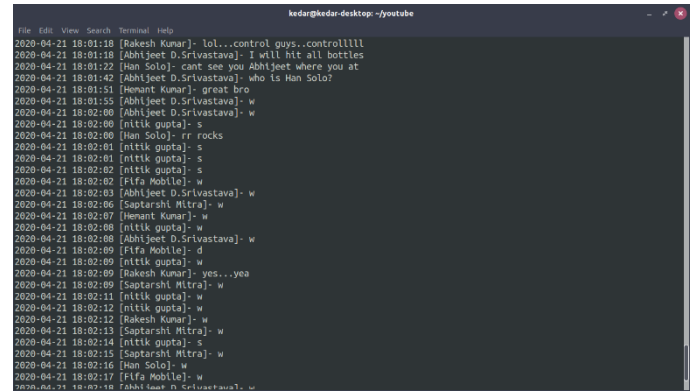 kedar@kedar-desktop: ~/youtube
File Edit View Search Terminal Help
2020-04-21 18:01:18 [Rakesh Kumar]- lol...control guys..controlllll
2020-04-21 18:01:18 [Abhijeet D.Srivastava]- I will hit all bottles
2020-04-21 18:01:22 [Han Solo]- cant see you Abhijeet where you at
2020-04-21 18:01:42 [Abhijeet D.Srivastava]- who is Han Solo?
2020-04-21 18:01:51 [Hemant Kumar]- great bro
2020-04-21 18:01:55 [Abhijeet D.Srivastava]- w
2020-04-21 18:02:00 [Abhijeet D.Srivastava]- w
2020-04-21 18:02:00 [nitik gupta]- s
2020-04-21 18:02:00 [Han Solo]- rr rocks
2020-04-21 18:02:01 [nitik gupta]- s
2020-04-21 18:02:01 [nitik gupta]- s
2020-04-21 18:02:02 [nitik gupta]- s
2020-04-21 18:02:02 [Fifa Mobile]- w
2020-04-21 18:02:03 [Abhijeet D.Srivastava]- w
2020-04-21 18:02:06 [Saptarshi Mitra]- w
2020-04-21 18:02:07 [Hemant Kumar]- w
2020-04-21 18:02:08 [nitik gupta]- w
2020-04-21 18:02:08 [Abhijeet D.Srivastava]- w
2020-04-21 18:02:09 [Fifa Mobile]- d
2020-04-21 18:02:09 [nitik gupta]- w
2020-04-21 18:02:09 [Rakesh Kumar]- yes...yea
2020-04-21 18:02:09 [Saptarshi Mitra]- w
2020-04-21 18:02:11 [nitik gupta]- w
2020-04-21 18:02:12 [nitik gupta]- w
2020-04-21 18:02:12 [Rakesh Kumar]- w
2020-04-21 18:02:13 [Saptarshi Mitra]- w
2020-04-21 18:02:14 [nitik gupta]- s
2020-04-21 18:02:15 [Saptarshi Mitra]- w
2020-04-21 18:02:16 [Han Solo]- w
2020-04-21 18:02:17 [Fifa Mobile]- w
2020-04-21 18:02:18 [Abhijeet D.Srivastava]- w